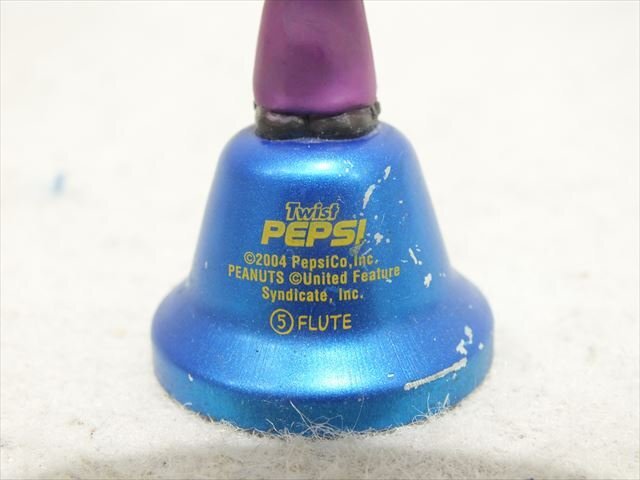 Twist
PEPSI
©2004 PepsiCo, Inc.
PEANUTS ©United Feature
Syndicate, Inc.
⑤ FLUTE